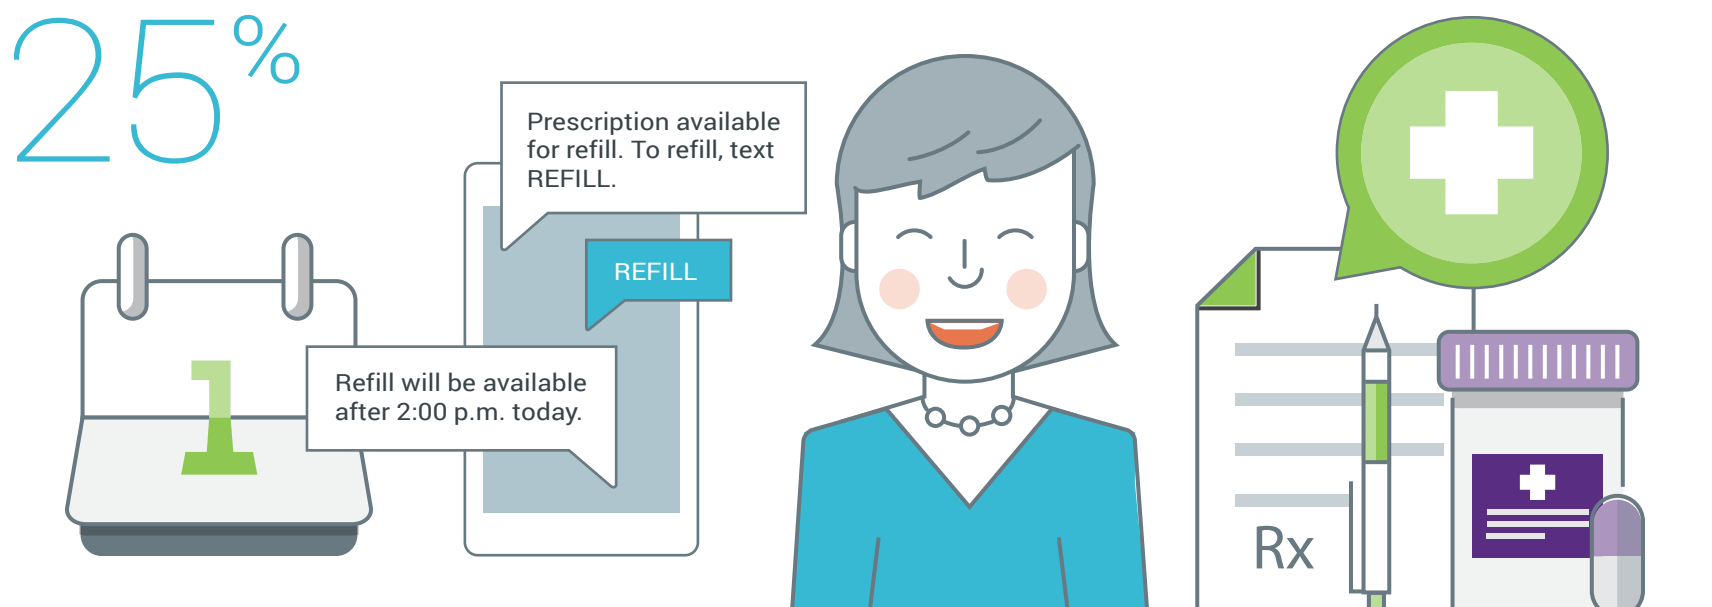 25%
Prescription available
for refill. To refill, text
REFILL.
REFILL
Refill will be available
after 2:00 p.m. today.
1
Rx